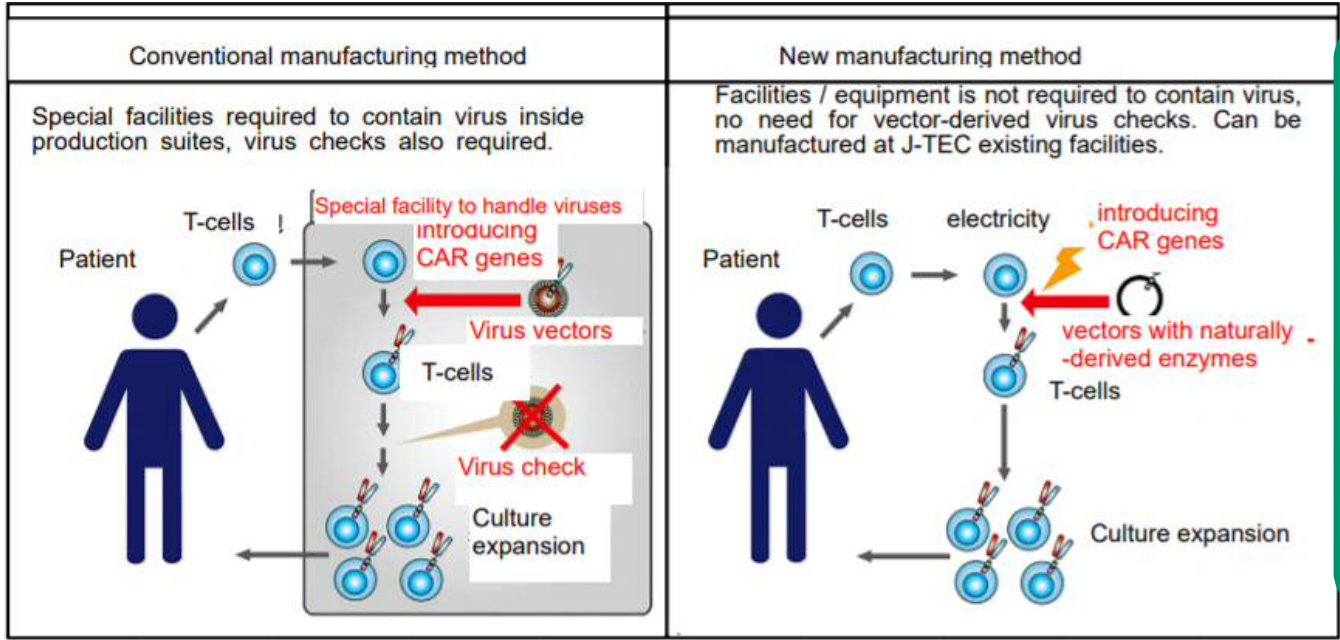 Conventional manufacturing method
Special facilities required to contain virus inside
production suites, virus checks also required.
Special facility to handle viruses
T-cells
introducing
CAR genes
Patient
Virus vectors
T-cells
Virus check
Culture
expansion
New manufacturing method
Facilities / equipment is not required to contain virus,
no need for vector-derived virus checks. Can be
manufactured at J-TEC existing facilities.
T-cells
electricity
introducing
CAR genes
Patient
vectors with naturally
-derived enzymes
T-cells
Culture expansion